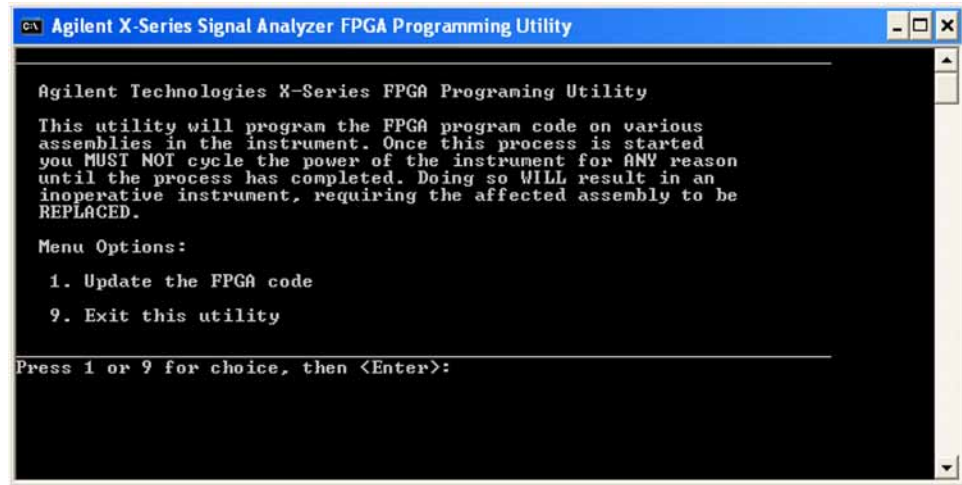 Agilent X-Series Signal Analyzer FPGA Programming Utility
Agilent Technologies X-Series FPGA Programing Utility
This utility will program the FPGA program code on various
assemblies in the instrument. Once this process is started
you MUST NOT cycle the power of the instrument for ANY reason
until the process has completed. Doing so WILL result in an
inoperative instrument, requiring the affected assembly to be
REPLACED.
Menu Options:
1. Update the FPGA code
9. Exit this utility
Press 1 or 9 for choice, then <Enter>: